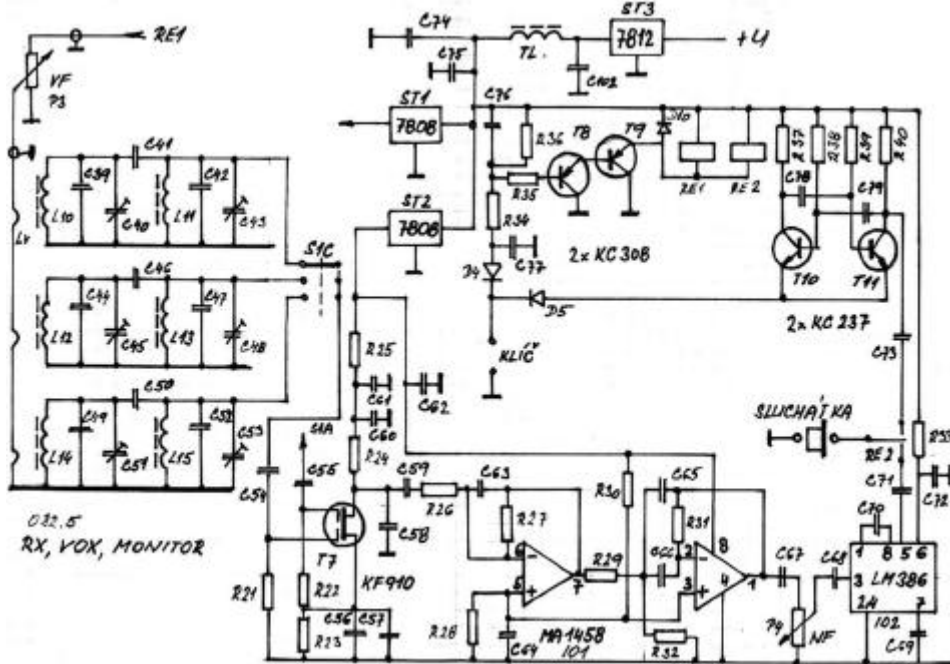 C74
ST3
RE1
7812
+U
C75
TL.
C102
VF
P3
ST1
C76
D10
7808
R36
T8
T9
R37
R38
R39
R40
C41
C78
C79
R35
RE1
RE2
C39
C42
ST2
R34
L10
C40
L11
C43
7808
LV
S1C
C77
2x KC308
T10
T11
C46
D4
C44
C47
D5
2x KC237
L12
C45
L13
C48
KLÍČ
C73
R25
C50
C61
C62
SLUCHÁTKA
C49
C52
C53
C60
R33
L14
C51
L15
R24
RE2
C54
C55
C59
C63
C65
C71
C72
R30
C70
R26
R27
R31
C58
OBR.5
RX, VOX, MONITOR
T7
6
2
8
C67
C68
8 5 6
R29
C66
7
3
4
1
3
LM386
R21
R22
KF910
5
P4
NF
2 4
7
I02
R23
C56
C57
R28
C64
MA1458
I01
R32
C69